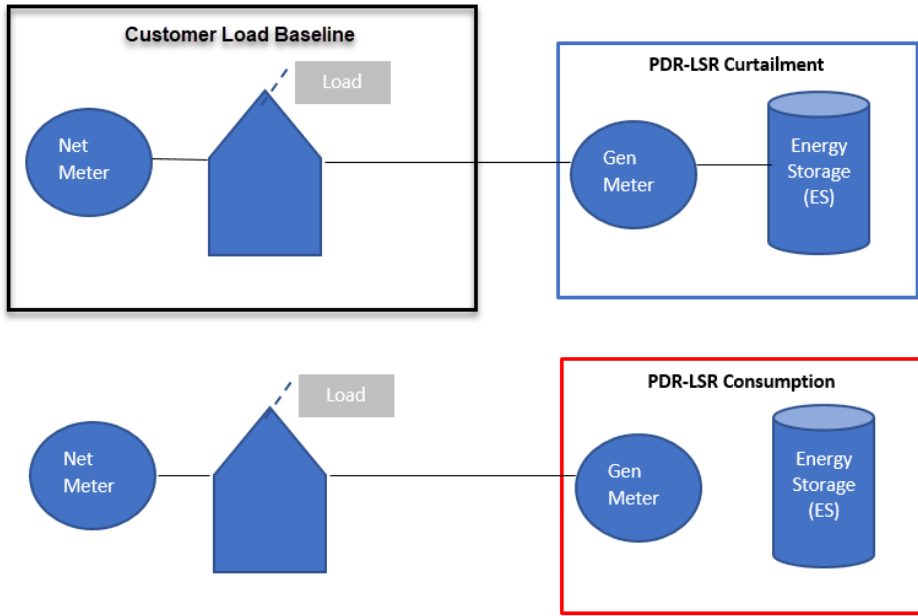 Customer Load Baseline
Load
Net
Meter
PDR-LSR Curtailment
Gen
Meter
Energy
Storage
(ES)
Load
Net
Meter
PDR-LSR Consumption
Gen
Meter
Energy
Storage
(ES)